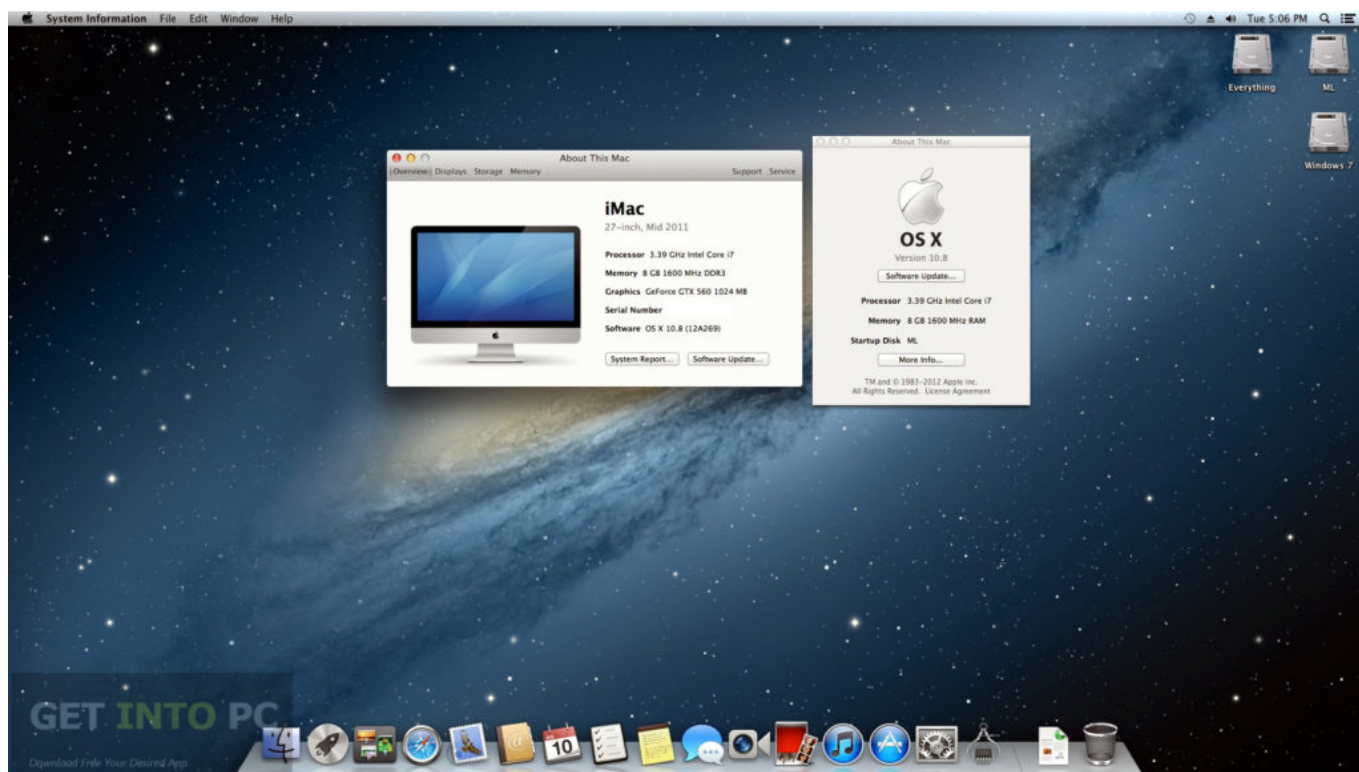 System Information File Edit Window Help
Tue 5:06 PM
Everything
ML
Windows 7
About This Mac
Overview Displays Storage Memory
Support Service
iMac
27-inch, Mid 2011
Processor 3.39 GHz Intel Core i7
Memory 8 GB 1600 MHz DDR3
Graphics GeForce GTX 560 1024 MB
Serial Number
Software OS X 10.8 (12A269)
System Report... Software Update...
About This Mac
OS X
Version 10.8
Software Update...
Processor 3.39 GHz Intel Core i7
Memory 8 GB 1600 MHz RAM
Startup Disk ML
More Info...
TM and © 1983-2012 Apple Inc.
All Rights Reserved. License Agreement
GET INTO PC
Download Free Your Desired App
10